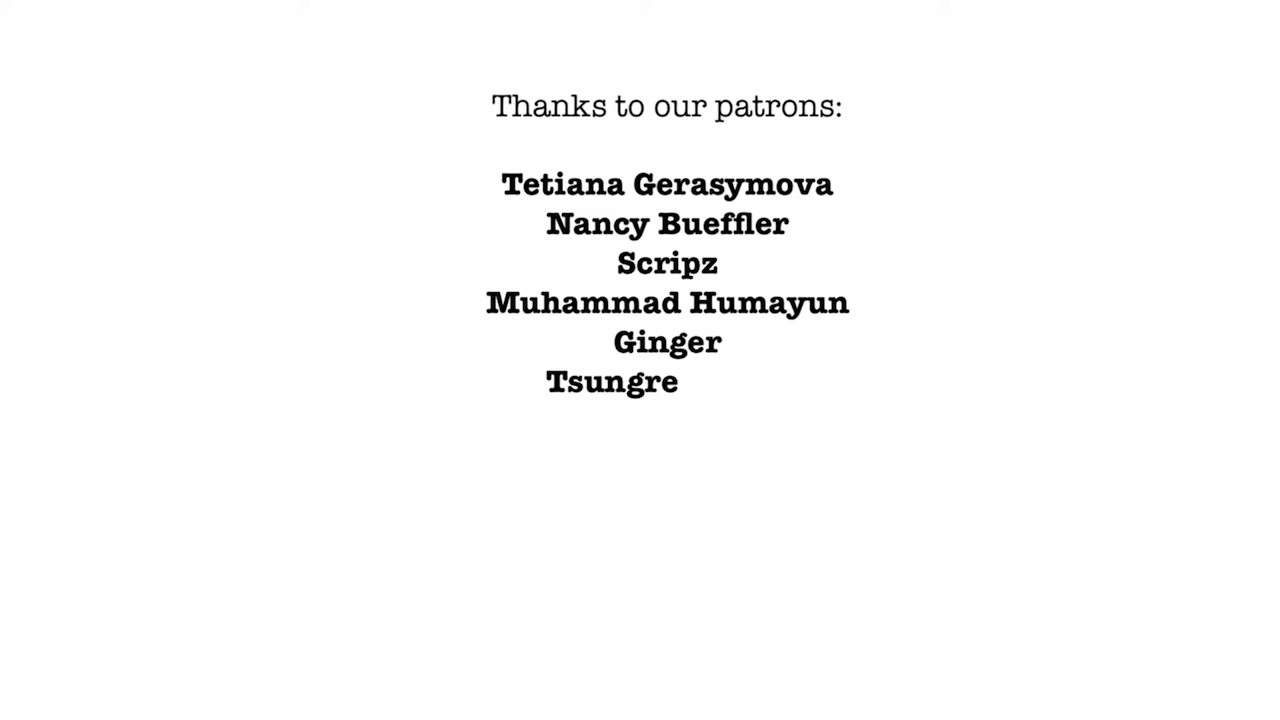 Thanks to our patrons:
Tetiana Gerasymova
Nancy Bueffler
Scripz
Muhammad Humayun
Ginger
Tsungre